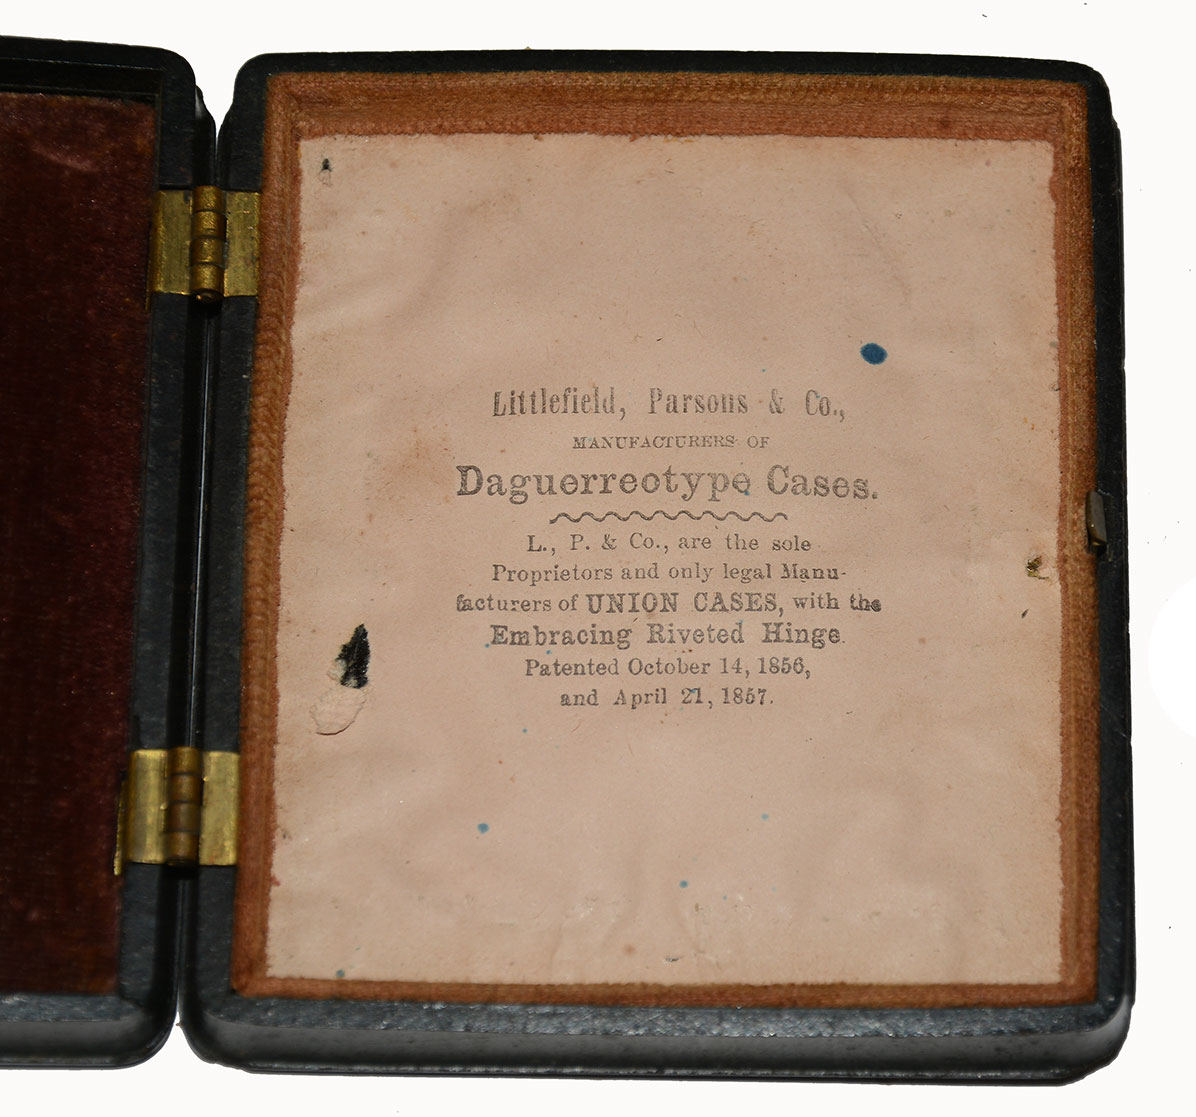 Littlefield, Parsons & Co.,
MANUFACTURERS OF
Daguerreotype Cases.
L., P. & Co., are the sole
Proprietors and only legal Manu-
facturers of UNION CASES, with the
Embracing Riveted Hinge.
Patented October 14, 1856,
and April 21, 1857.